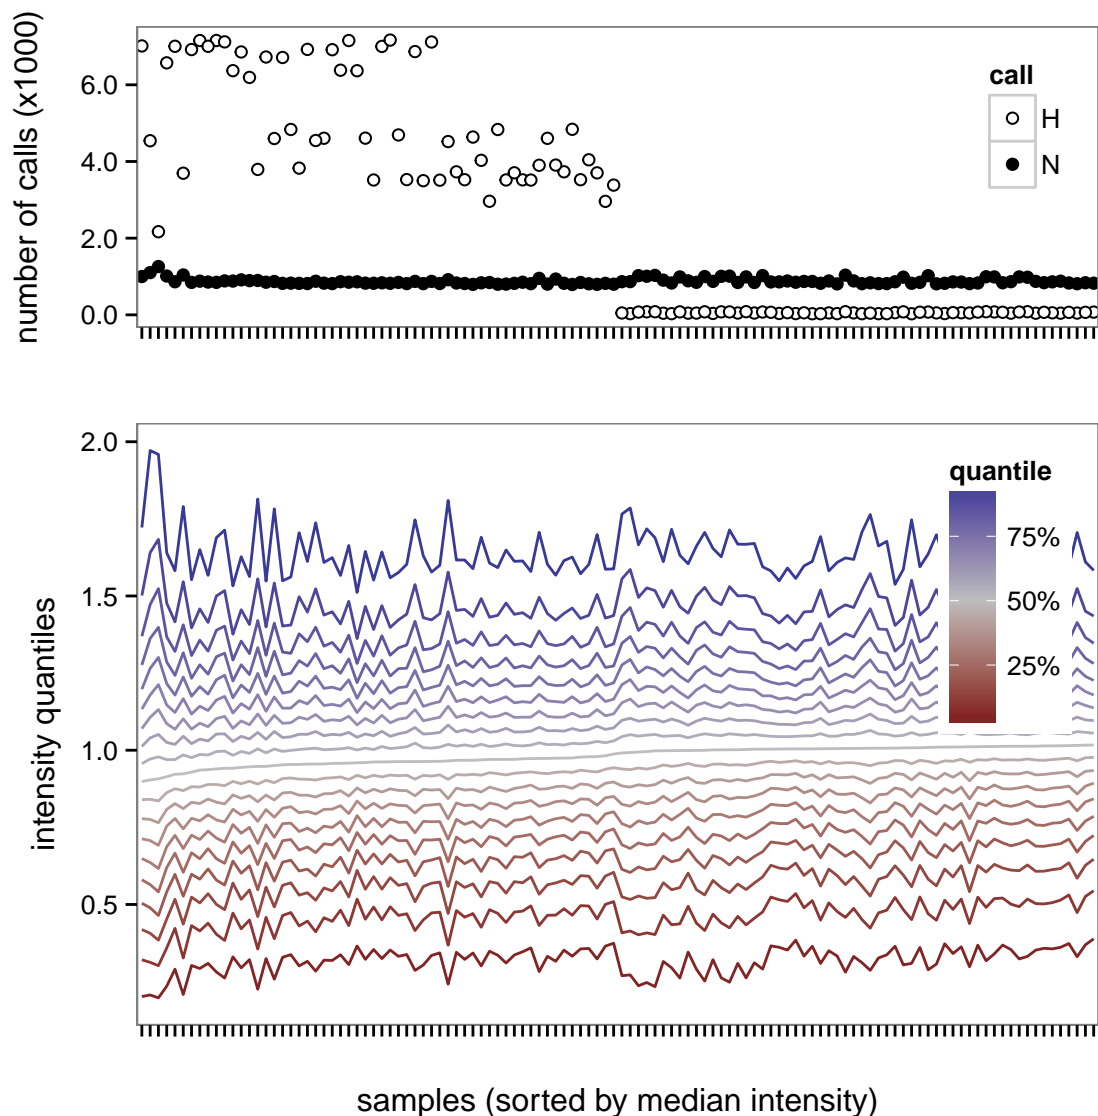 number of calls (x1000)
6.0
4.0
2.0
0.0
call
H
N
intensity quantiles
2.0
1.5
1.0
0.5
quantile
75%
50%
25%
samples (sorted by median intensity)